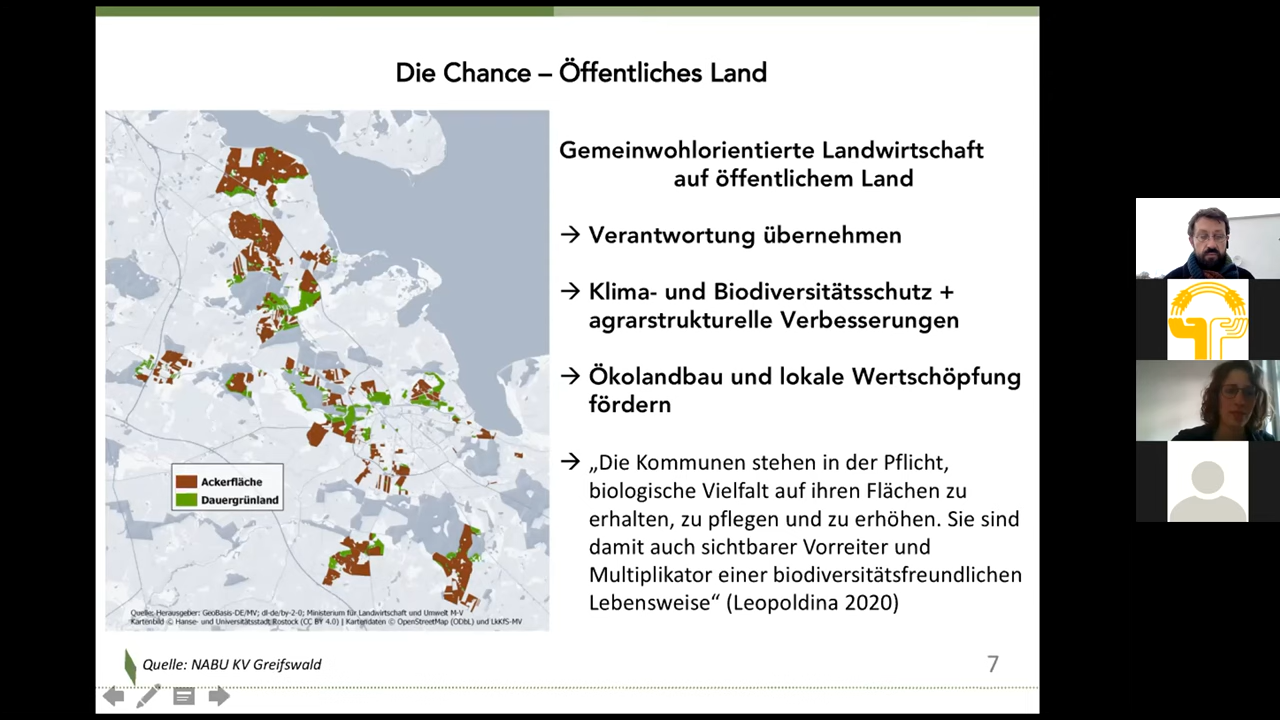 Die Chance – Öffentliches Land
Gemeinwohlorientierte Landwirtschaft
auf öffentlichem Land
→ Verantwortung übernehmen
→ Klima- und Biodiversitätsschutz +
agrarstrukturelle Verbesserungen
→ Ökolandbau und lokale Wertschöpfung
fördern
→ „Die Kommunen stehen in der Pflicht,
biologische Vielfalt auf ihren Flächen zu
erhalten, zu pflegen und zu erhöhen. Sie sind
damit auch sichtbarer Vorreiter und
Multiplikator einer biodiversitätsfreundlichen
Lebensweise“ (Leopoldina 2020)
Ackerfläche
Dauergrünland
Quelle: Herausgeber: GeoBasis-DE/MV; dl-de/by-2-0; Ministerium für Landwirtschaft und Umwelt M-V
Kartenbild © Hanse- und Universitätsstadt Rostock (CC BY 4.0) | Kartendaten © OpenStreetMap (ODbL) und LkKfS-MV
Quelle: NABU KV Greifswald
7